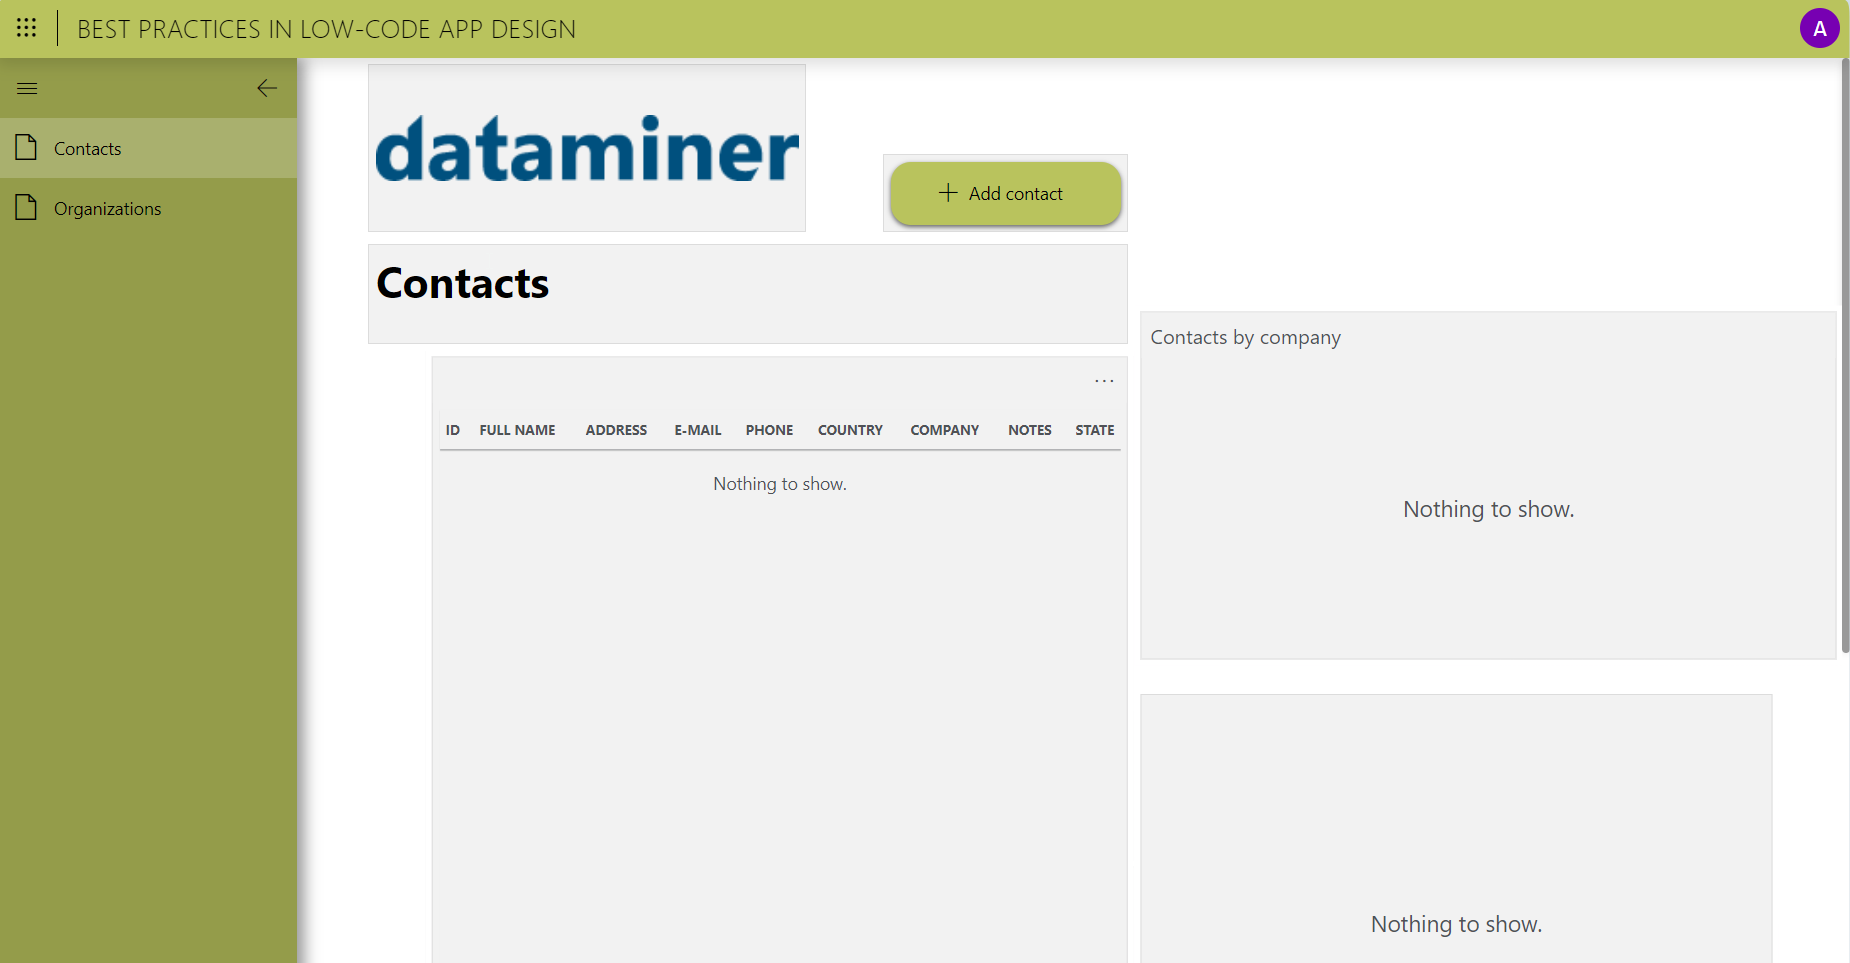 BEST PRACTICES IN LOW-CODE APP DESIGN
A
Contacts
Organizations
dataminer
Add contact
Contacts
ID FULL NAME ADDRESS E-MAIL PHONE COUNTRY COMPANY NOTES STATE
Nothing to show.
Contacts by company
Nothing to show.
Nothing to show.